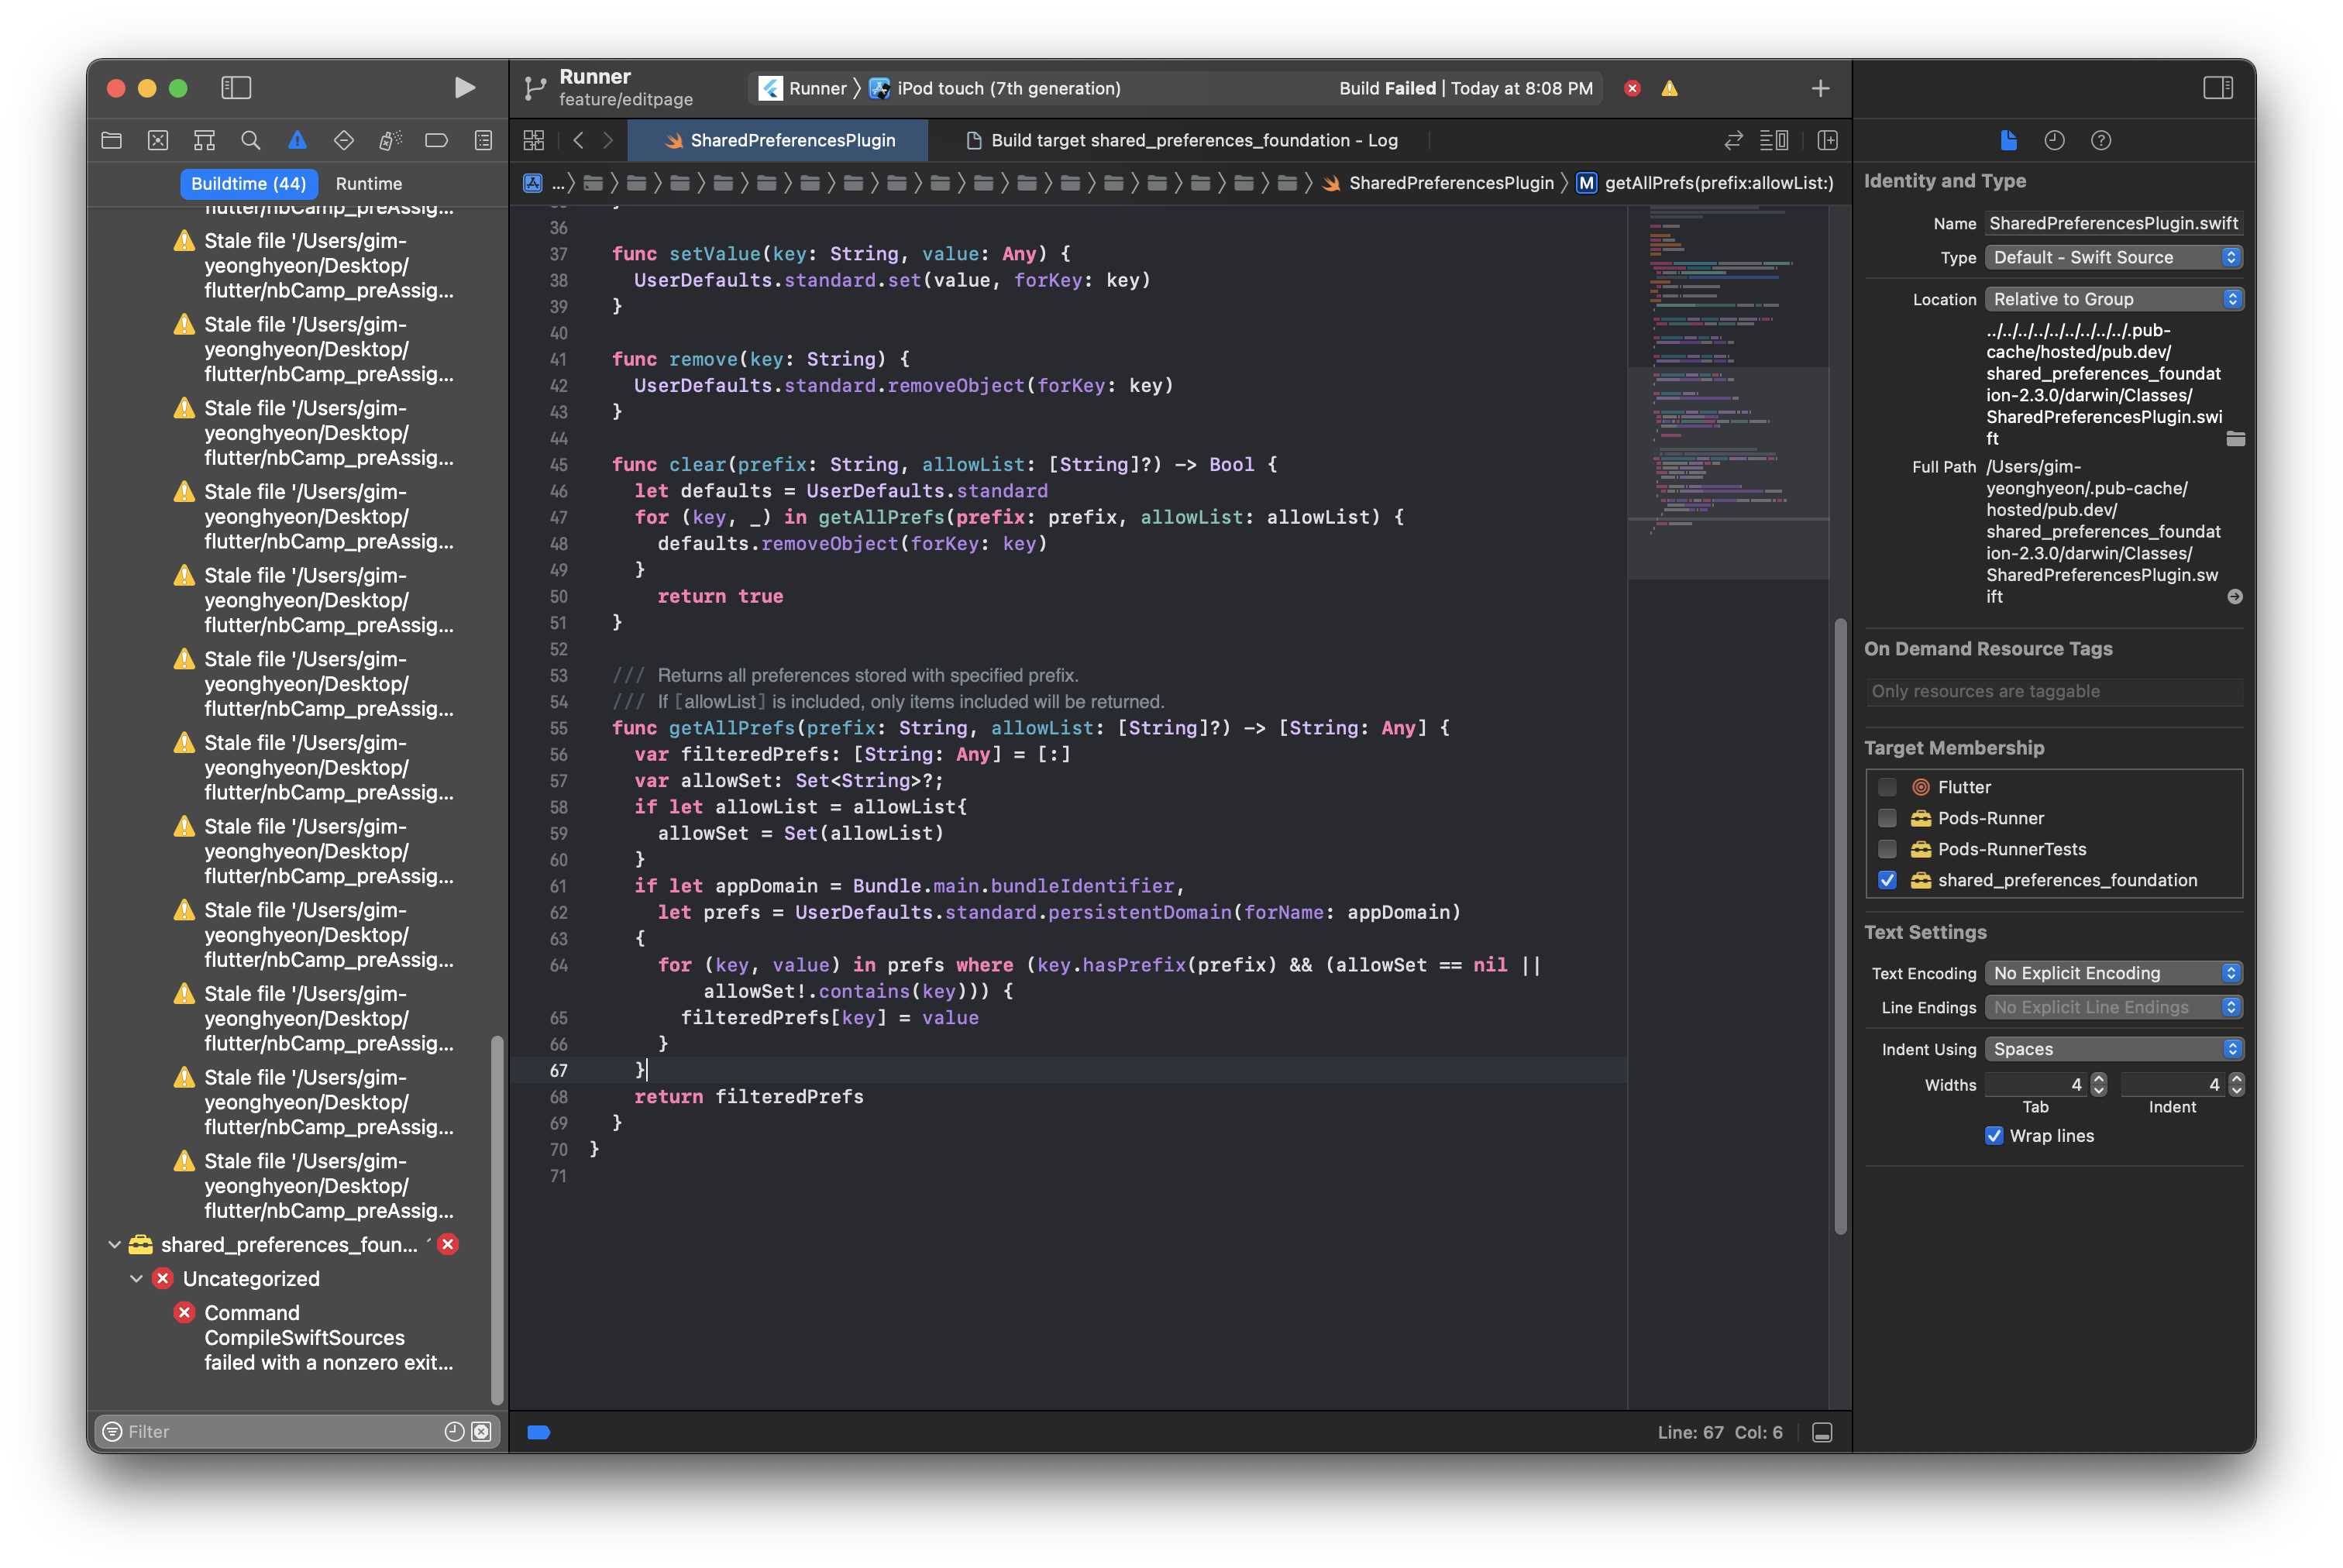 Runner
feature/editpage
Runner
iPod touch (7th generation)
Build Failed | Today at 8:08 PM
SharedPreferencesPlugin
Build target shared_preferences_foundation - Log
Buildtime (44)
Runtime
... SharedPreferencesPlugin
M getAllPrefs(prefix:allowList:)
flutter/nbCamp_preAssig...
Stale file '/Users/gim-
yeonghyeon/Desktop/
flutter/nbCamp_preAssig...
Stale file '/Users/gim-
yeonghyeon/Desktop/
flutter/nbCamp_preAssig...
Stale file '/Users/gim-
yeonghyeon/Desktop/
flutter/nbCamp_preAssig...
Stale file '/Users/gim-
yeonghyeon/Desktop/
flutter/nbCamp_preAssig...
Stale file '/Users/gim-
yeonghyeon/Desktop/
flutter/nbCamp_preAssig...
Stale file '/Users/gim-
yeonghyeon/Desktop/
flutter/nbCamp_preAssig...
Stale file '/Users/gim-
yeonghyeon/Desktop/
flutter/nbCamp_preAssig...
Stale file '/Users/gim-
yeonghyeon/Desktop/
flutter/nbCamp_preAssig...
Stale file '/Users/gim-
yeonghyeon/Desktop/
flutter/nbCamp_preAssig...
Stale file '/Users/gim-
yeonghyeon/Desktop/
flutter/nbCamp_preAssig...
Stale file '/Users/gim-
yeonghyeon/Desktop/
flutter/nbCamp_preAssig...
Stale file '/Users/gim-
yeonghyeon/Desktop/
flutter/nbCamp_preAssig...
shared_preferences_foun...
Uncategorized
Command
CompileSwiftSources
failed with a nonzero exit...
Filter
36
37 func setValue(key: String, value: Any) {
38 UserDefaults.standard.set(value, forKey: key)
39 }
40
41 func remove(key: String) {
42 UserDefaults.standard.removeObject(forKey: key)
43 }
44
45 func clear(prefix: String, allowList: [String]?) -> Bool {
46 let defaults = UserDefaults.standard
47 for (key, _) in getAllPrefs(prefix: prefix, allowList: allowList) {
48 defaults.removeObject(forKey: key)
49 }
50 return true
51 }
52
53 /// Returns all preferences stored with specified prefix.
54 /// If [allowList] is included, only items included will be returned.
55 func getAllPrefs(prefix: String, allowList: [String]?) -> [String: Any] {
56 var filteredPrefs: [String: Any] = [:]
57 var allowSet: Set<String>?;
58 if let allowList = allowList{
59 allowSet = Set(allowList)
60 }
61 if let appDomain = Bundle.main.bundleIdentifier,
62 let prefs = UserDefaults.standard.persistentDomain(forName: appDomain)
63 {
64 for (key, value) in prefs where (key.hasPrefix(prefix) && (allowSet == nil ||
allowSet!.contains(key))) {
65 filteredPrefs[key] = value
66 }
67 }
68 return filteredPrefs
69 }
70 }
71
Line: 67 Col: 6
Identity and Type
Name SharedPreferencesPlugin.swift
Type Default - Swift Source
Location Relative to Group
../../../../../../../../../.pub-
cache/hosted/pub.dev/
shared_preferences_foundat
ion-2.3.0/darwin/Classes/
SharedPreferencesPlugin.swi
ft
Full Path /Users/gim-
yeonghyeon/.pub-cache/
hosted/pub.dev/
shared_preferences_foundat
ion-2.3.0/darwin/Classes/
SharedPreferencesPlugin.sw
ift
On Demand Resource Tags
Only resources are taggable
Target Membership
Flutter
Pods-Runner
Pods-RunnerTests
shared_preferences_foundation
Text Settings
Text Encoding No Explicit Encoding
Line Endings No Explicit Line Endings
Indent Using Spaces
Widths 4 4
Tab Indent
Wrap lines